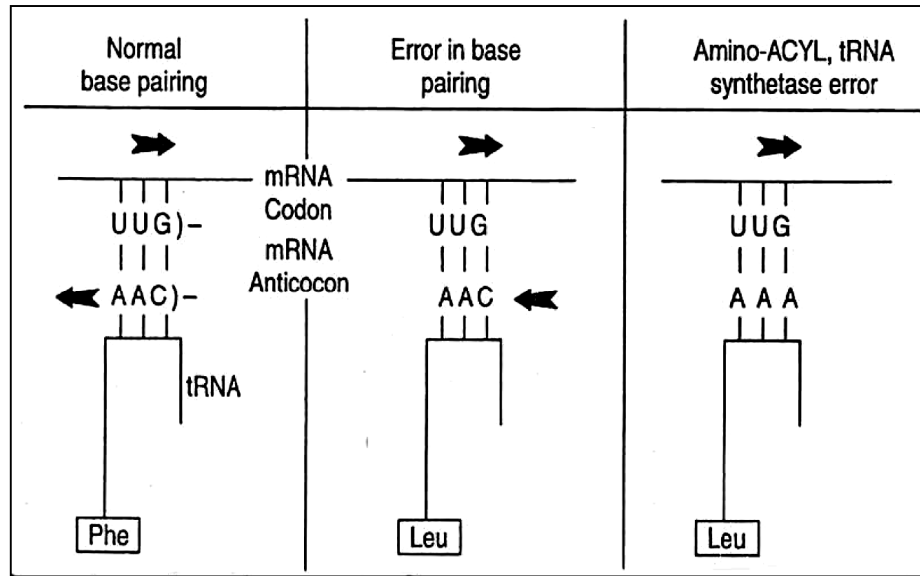 Normal
base pairing
Error in base
pairing
Amino-ACYL, tRNA
synthetase error
mRNA
Codon
mRNA
Anticocon
UUG)–
UUG
UUG
AAC)–
AAC
A A A
tRNA
Phe
Leu
Leu